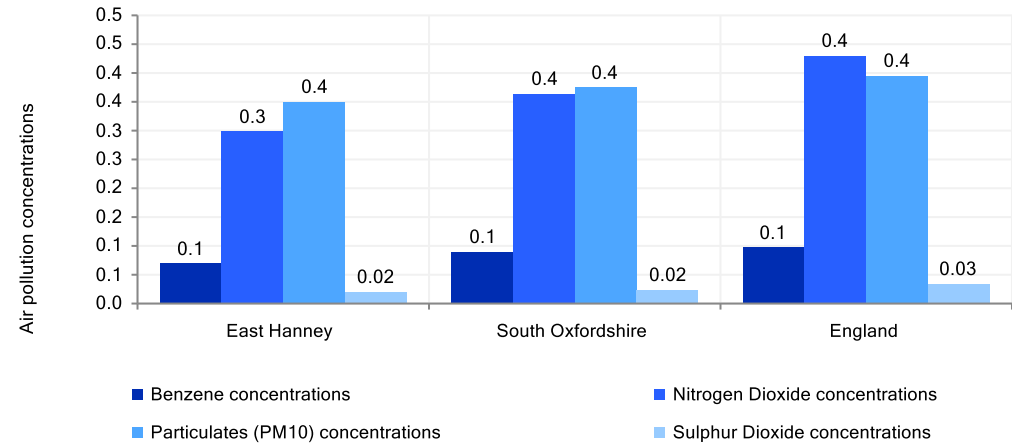 Air pollution concentrations
0.5
0.5
0.4
0.4
0.3
0.3
0.2
0.2
0.1
0.1
0.0
0.1
0.3
0.4
0.02
0.1
0.4
0.4
0.02
0.1
0.4
0.4
0.03
East Hanney
South Oxfordshire
England
Benzene concentrations
Nitrogen Dioxide concentrations
Particulates (PM10) concentrations
Sulphur Dioxide concentrations